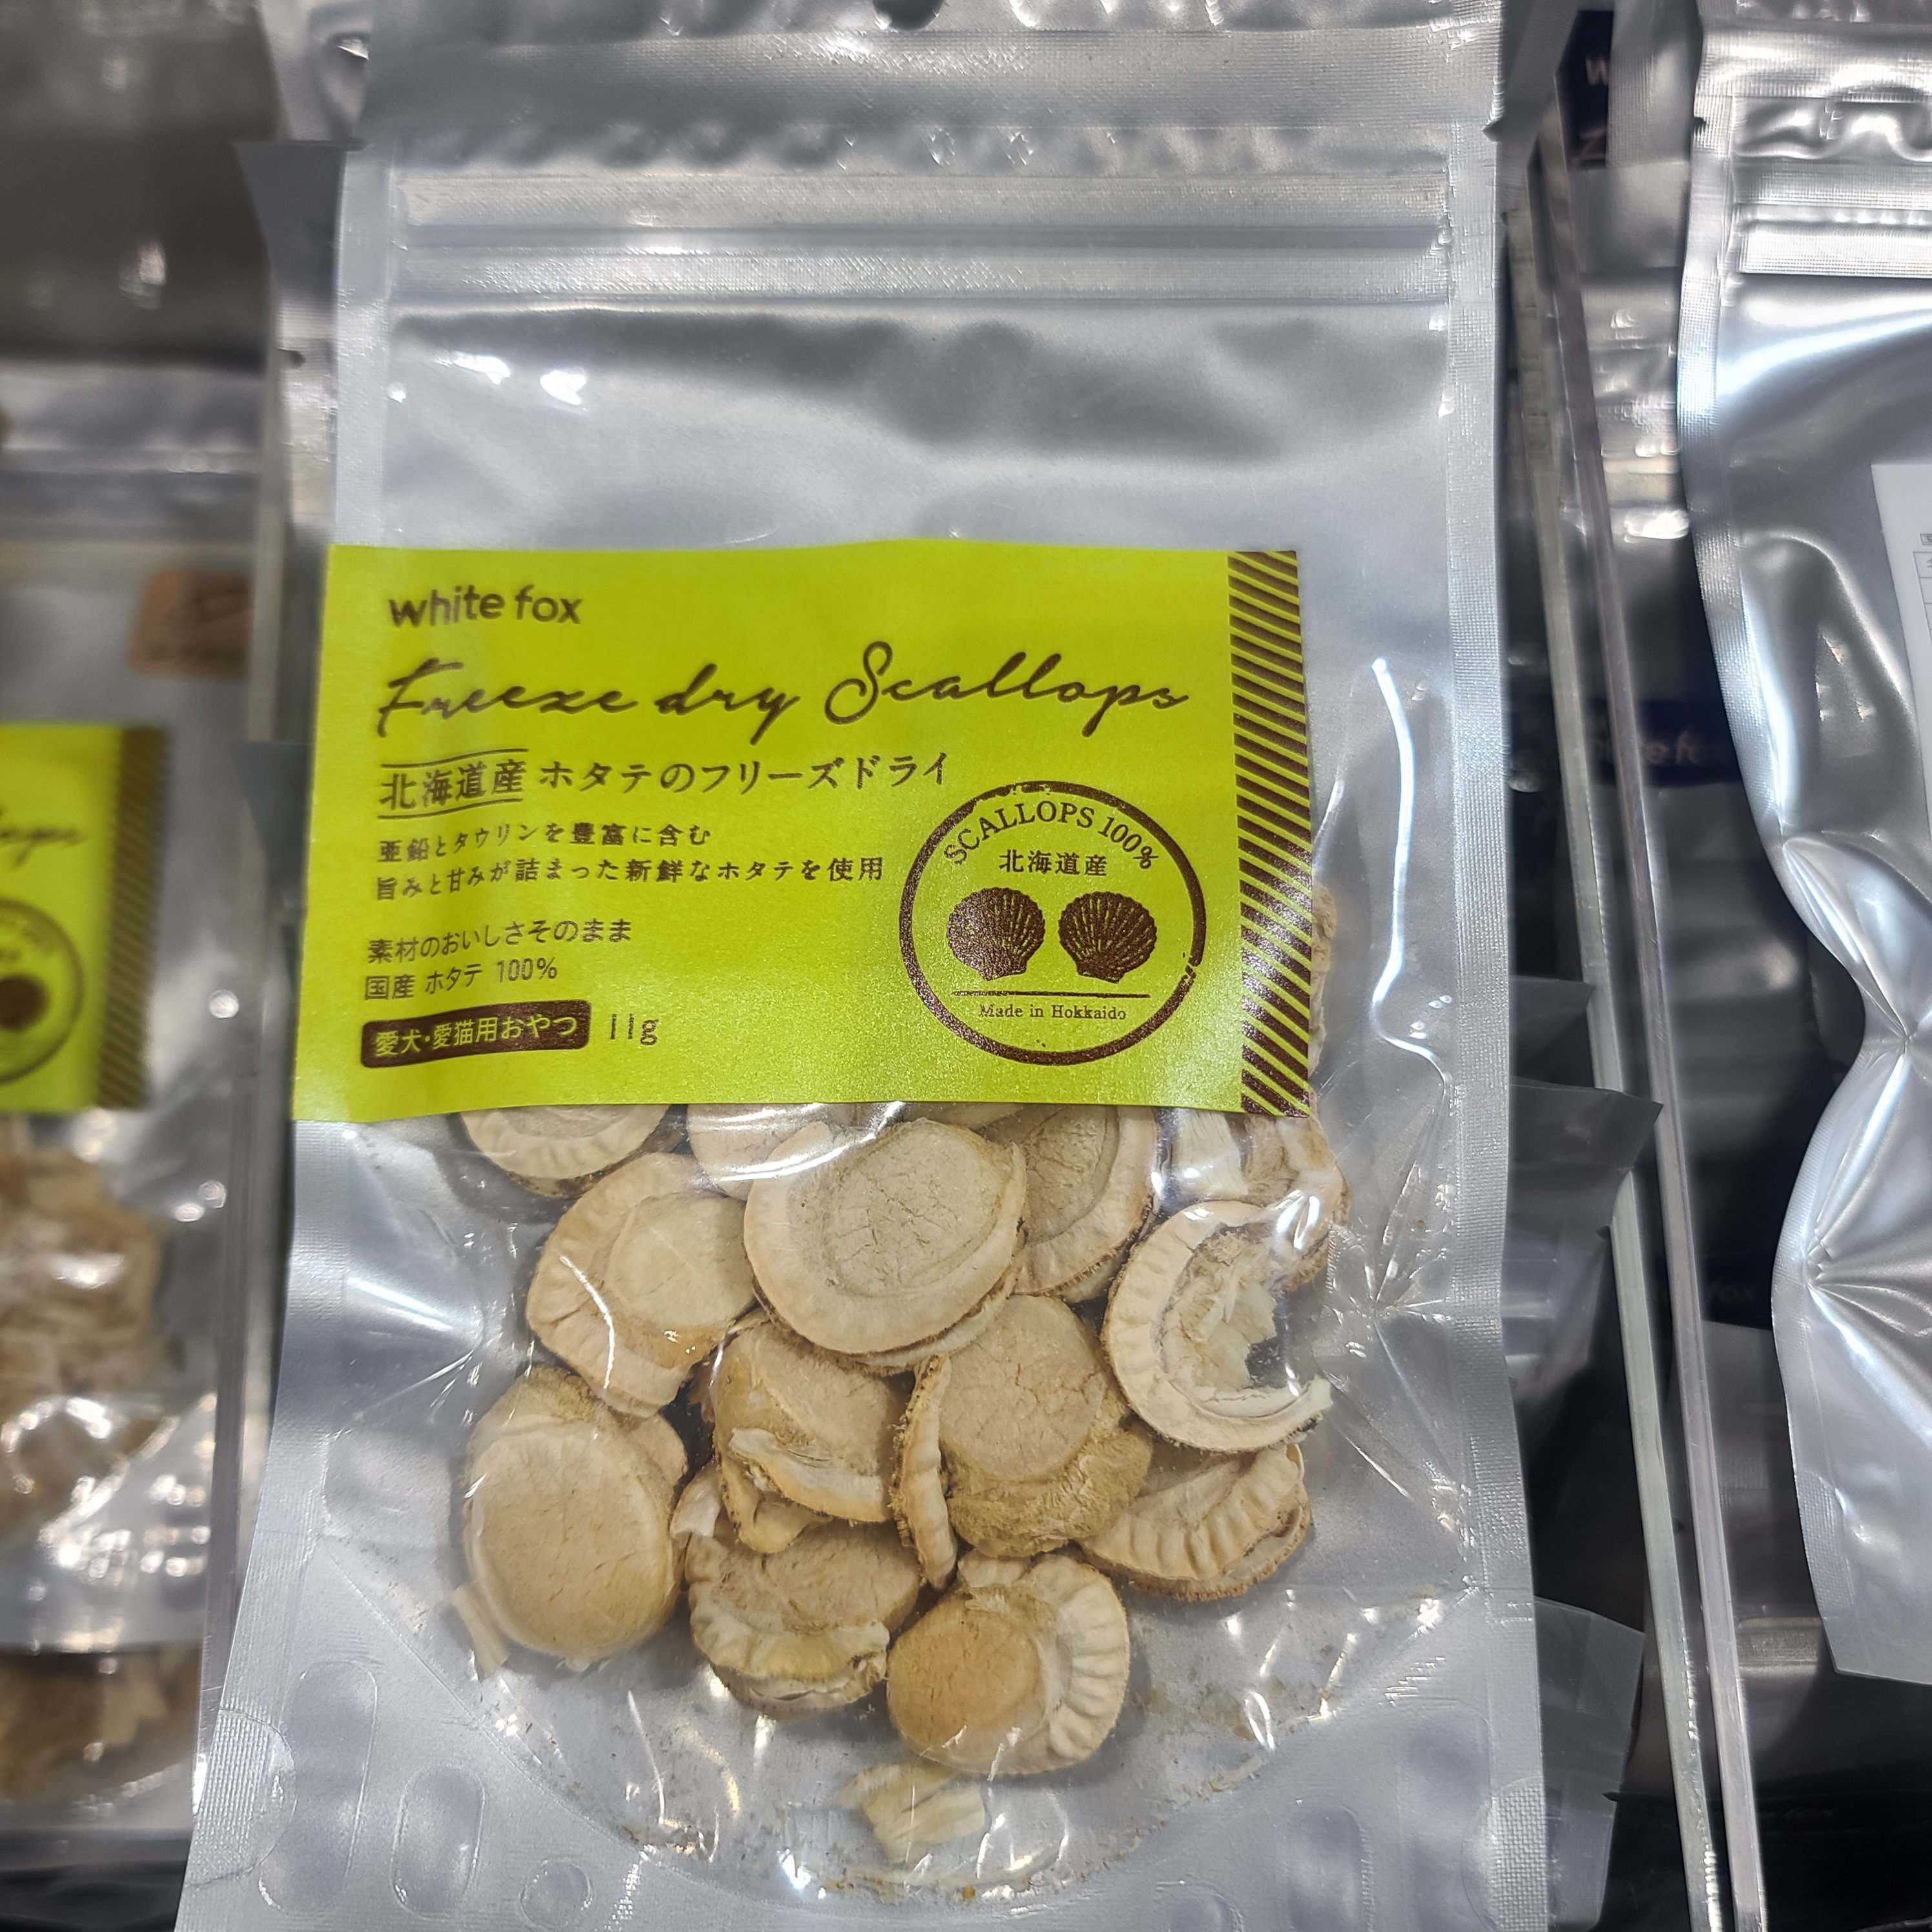 white fox
Freeze dry Scallops
北海道産 ホタテのフリーズドライ
亜鉛とタウリンを豊富に含む
旨みと甘みが詰まった新鮮なホタテを使用
素材のおいしさそのまま
国産 ホタテ 100%
愛犬・愛猫用おやつ 11g
SCALLOPS 100%
北海道産
Made in Hokkaido